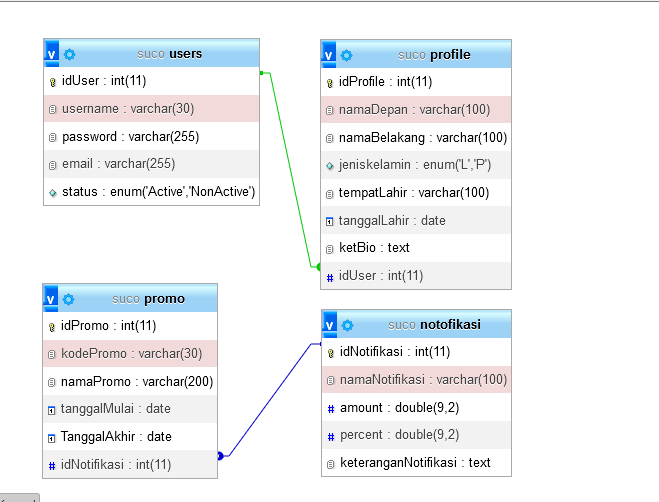 suco users
idUser : int(11)
username : varchar(30)
password : varchar(255)
email : varchar(255)
status : enum('Active','NonActive')
suco profile
idProfile : int(11)
namaDepan : varchar(100)
namaBelakang : varchar(100)
jeniskelamin : enum('L','P')
tempatLahir : varchar(100)
tanggalLahir : date
ketBio : text
idUser : int(11)
suco promo
idPromo : int(11)
kodePromo : varchar(30)
namaPromo : varchar(200)
tanggalMulai : date
TanggalAkhir : date
idNotifikasi : int(11)
suco notofikasi
idNotifikasi : int(11)
namaNotifikasi : varchar(100)
amount : double(9,2)
percent : double(9,2)
keteranganNotifikasi : text